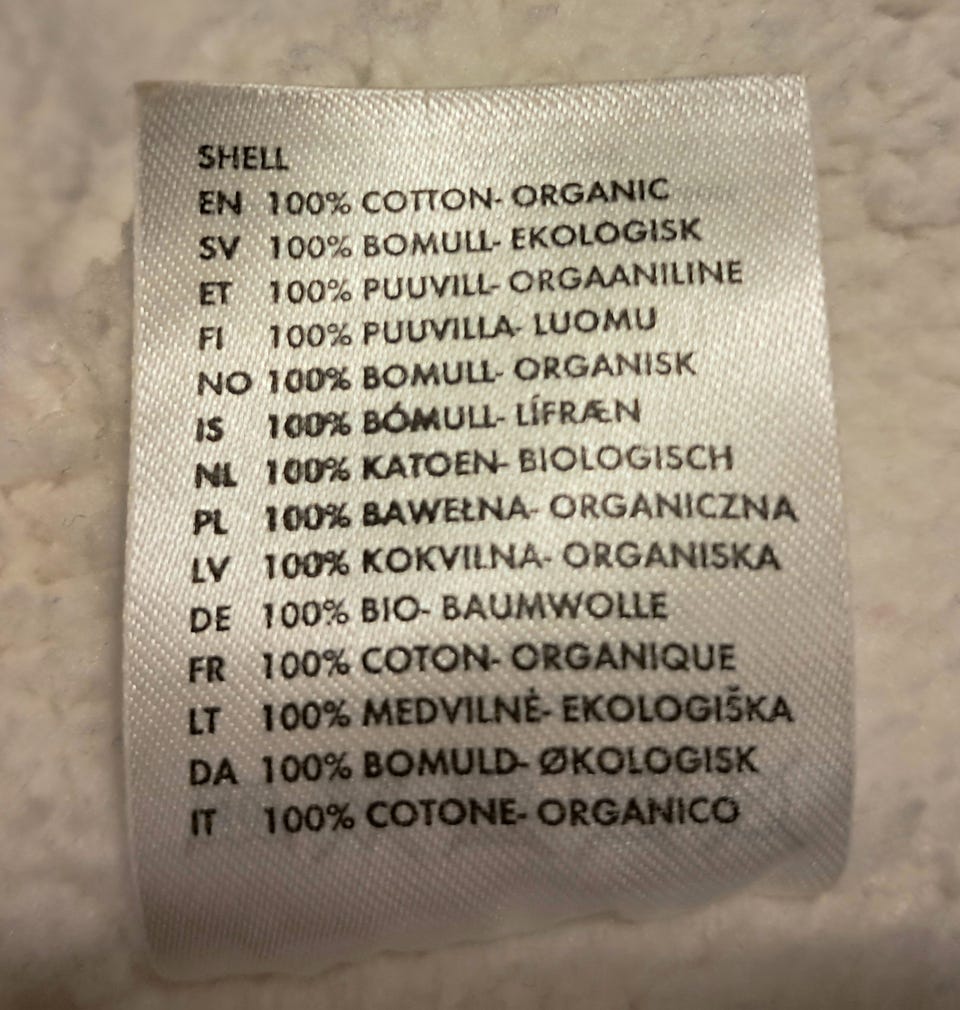 SHELL
EN 100% COTTON- ORGANIC
SV 100% BOMULL- EKOLOGISK
ET 100% PUUVILL- ORGAANILINE
FI 100% PUUVILLA- LUOMU
NO 100% BOMULL- ORGANISK
IS 100% BÓMULL- LÍFRÆN
NL 100% KATOEN- BIOLOGISCH
PL 100% BAWEŁNA- ORGANICZNA
LV 100% KOKVILNA- ORGANISKA
DE 100% BIO- BAUMWOLLE
FR 100% COTON- ORGANIQUE
LT 100% MEDVILNĖ- EKOLOGIŠKA
DA 100% BOMULD- ØKOLOGISK
IT 100% COTONE- ORGANICO